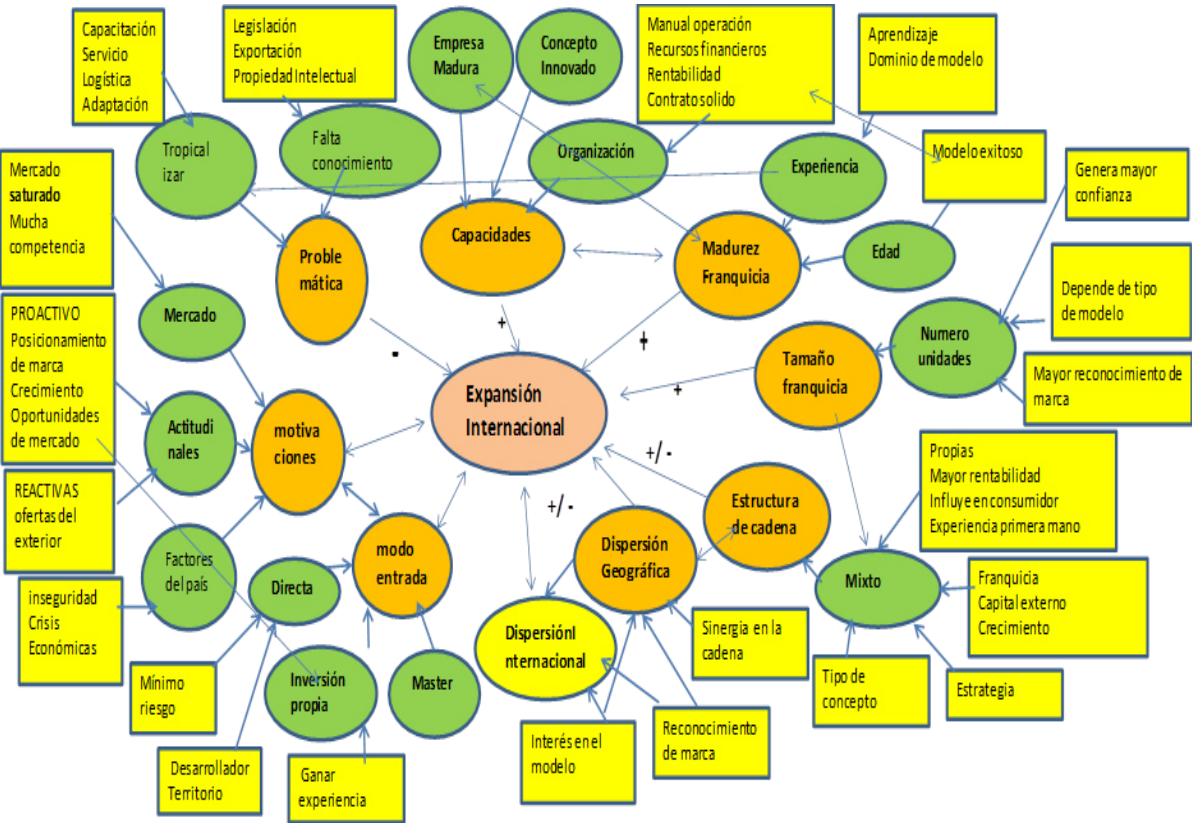 Capacitación
Servicio
Logística
Adaptación
Legislación
Exportación
Propiedad Intelectual
Empresa
Madura
Concepto
Innovado
Manual operación
Recursos financieros
Rentabilidad
Contrato solido
Aprendizaje
Dominio de modelo
Tropical
izar
Falta
conocimiento
Organización
Experiencia
Modelo exitoso
Genera mayor
confianza
Mercado
saturado
Mucha
competencia
Proble
mática
Capacidades
Madurez
Franquicia
Edad
Depende de tipo
de modelo
Mercado
PROACTIVO
Posicionamiento
de marca
Crecimiento
Oportunidades
de mercado
-
+
+
Expansión
Internacional
+
Tamaño
franquicia
Numero
unidades
Mayor reconocimiento de
marca
Actitudi
nales
motiva
ciones
+/ -
+/ -
Propias
Mayor rentabilidad
Influye en consumidor
Experiencia primera mano
REACTIVAS
ofertas del
exterior
Estructura
de cadena
Factores
del país
Directa
modo
entrada
Dispersión
Geográfica
Mixto
Franquicia
Capital externo
Crecimiento
inseguridad
Crisis
Económicas
DispersiónI
nternacional
Sinergia en la
cadena
Mínimo
riesgo
Inversión
propia
Master
Tipo de
concepto
Estrategia
Interés en el
modelo
Reconocimiento
de marca
Desarrollador
Territorio
Ganar
experiencia